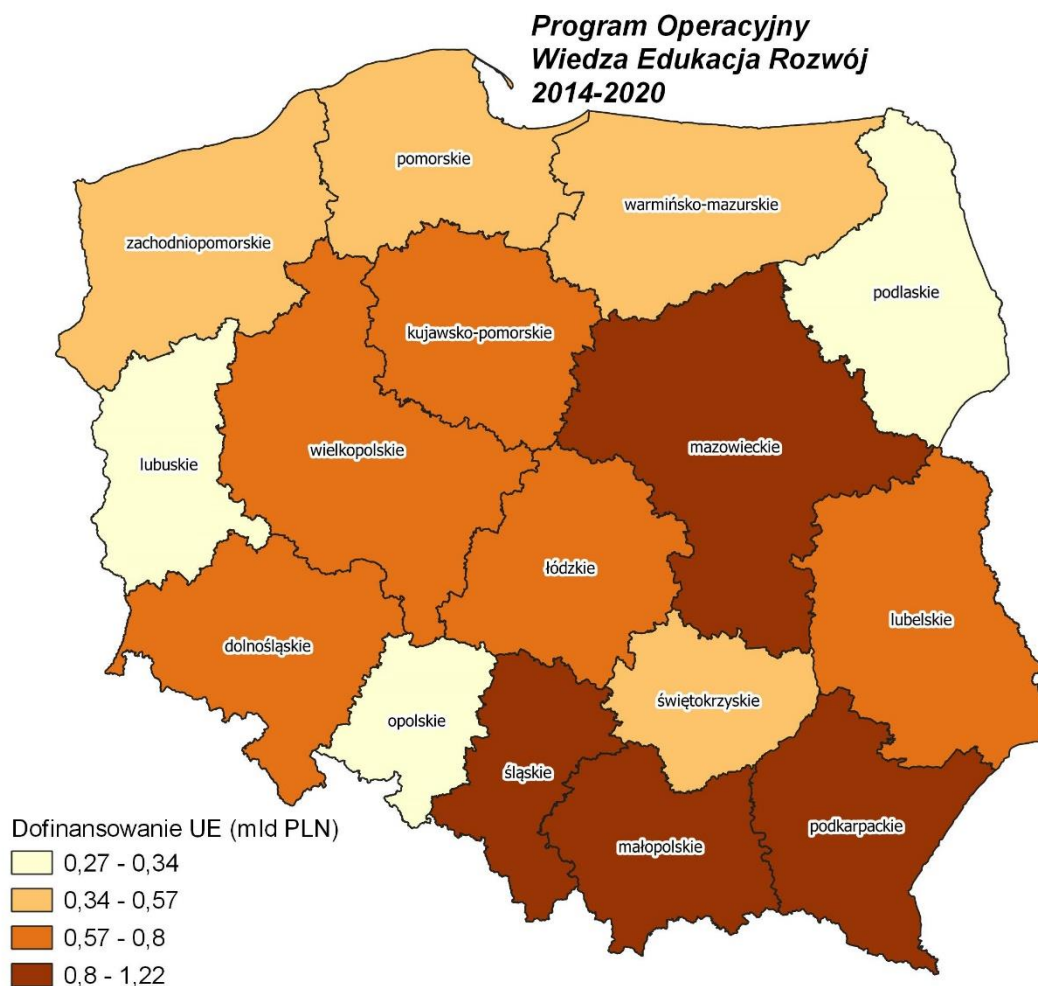 Program Operacyjny
Wiedza Edukacja Rozwój
2014-2020
pomorskie
warmińsko-mazurskie
zachodniopomorskie
podlaskie
kujawsko-pomorskie
mazowieckie
wielkopolskie
lubuskie
łódzkie
lubelskie
dolnośląskie
świętokrzyskie
opolskie
śląskie
podkarpackie
małopolskie
Dofinansowanie UE (mld PLN)
0,27 - 0,34
0,34 - 0,57
0,57 - 0,8
0,8 - 1,22